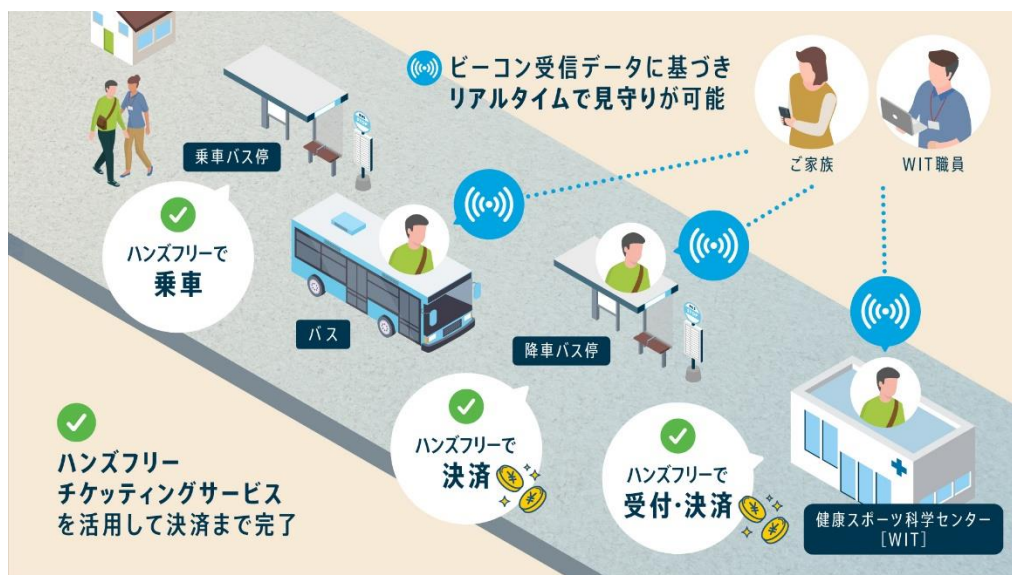 ビーコン受信データに基づき
リアルタイムで見守りが可能
ご家族
WIT職員
乗車バス停
ハンズフリーで
乗車
バス
降車バス停
ハンズフリーで
決済
ハンズフリーで
受付・決済
健康スポーツ科学センター
[WIT]
ハンズフリー
チケッティングサービス
を活用して決済まで完了